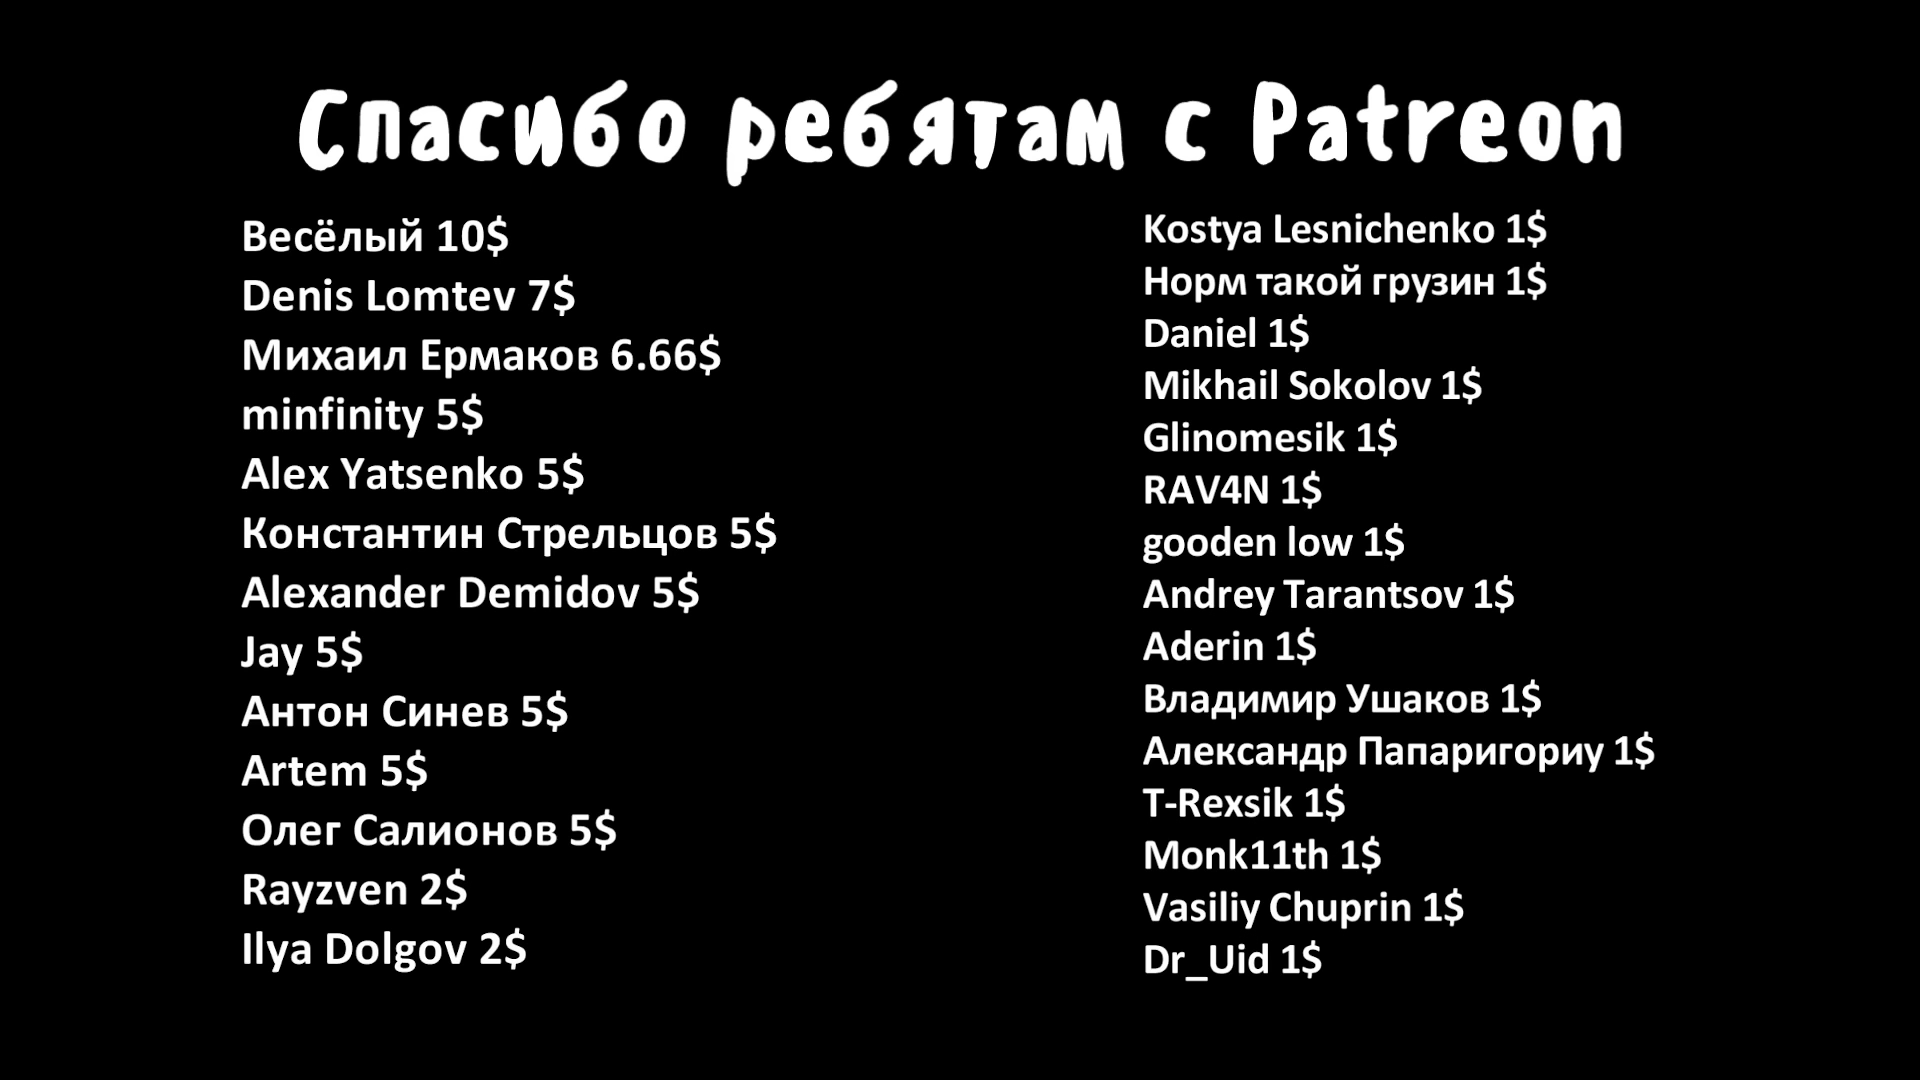 Спасибо ребятам с Patreon
Весёлый 10$
Denis Lomtev 7$
Михаил Ермаков 6.66$
minfinity 5$
Alex Yatsenko 5$
Константин Стрельцов 5$
Alexander Demidov 5$
Jay 5$
Антон Синев 5$
Artem 5$
Олег Салионов 5$
Rayzven 2$
Ilya Dolgov 2$
Kostya Lesnichenko 1$
Норм такой грузин 1$
Daniel 1$
Mikhail Sokolov 1$
Glinomesik 1$
RAV4N 1$
gooden low 1$
Andrey Tarantsov 1$
Aderin 1$
Владимир Ушаков 1$
Александр Папаригориу 1$
T-Rexsik 1$
Monk11th 1$
Vasiliy Chuprin 1$
Dr_Uid 1$